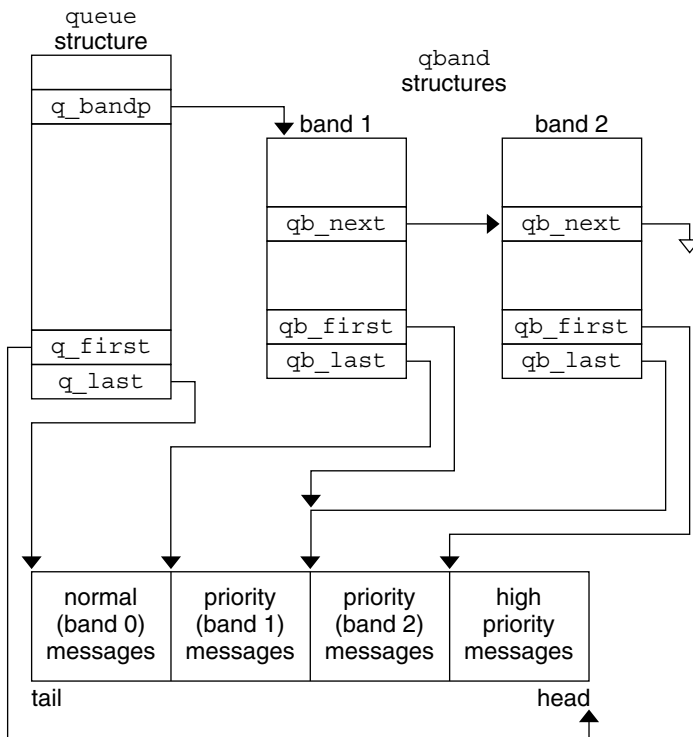 queue
structure
q_bandp
q_first
q_last
qband
structures
band 1
qb_next
qb_first
qb_last
band 2
qb_next
qb_first
qb_last
normal
(band 0)
messages
priority
(band 1)
messages
priority
(band 2)
messages
high
priority
messages
tail
head